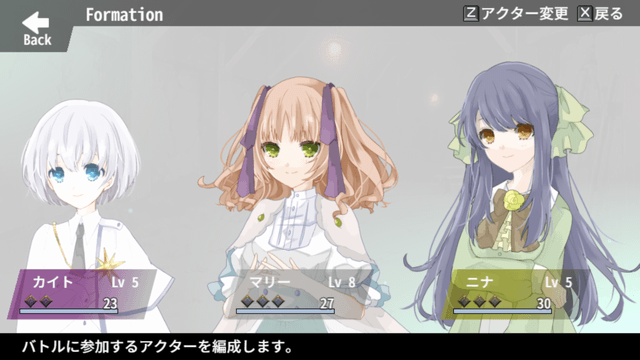 Formation
Z アクター変更 X 戻る
Back
カイト Lv 5
23
マリー Lv 8
27
ニナ Lv 5
30
バトルに参加するアクターを編成します。